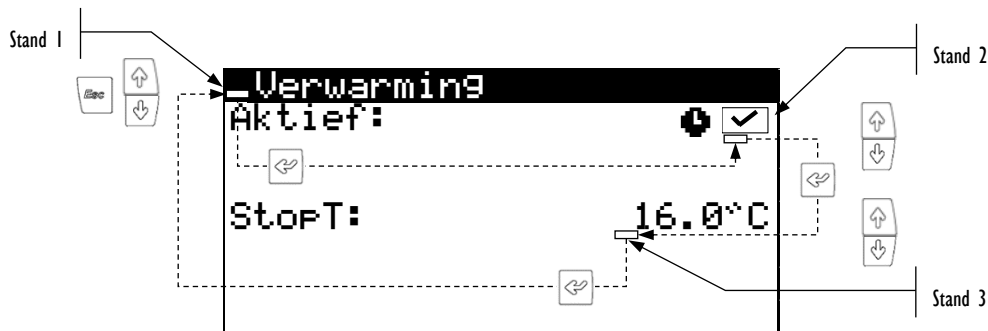 Stand 1
Stand 2
Esc
Verwarming
Aktief:
StopT:
16.0°C
Stand 3